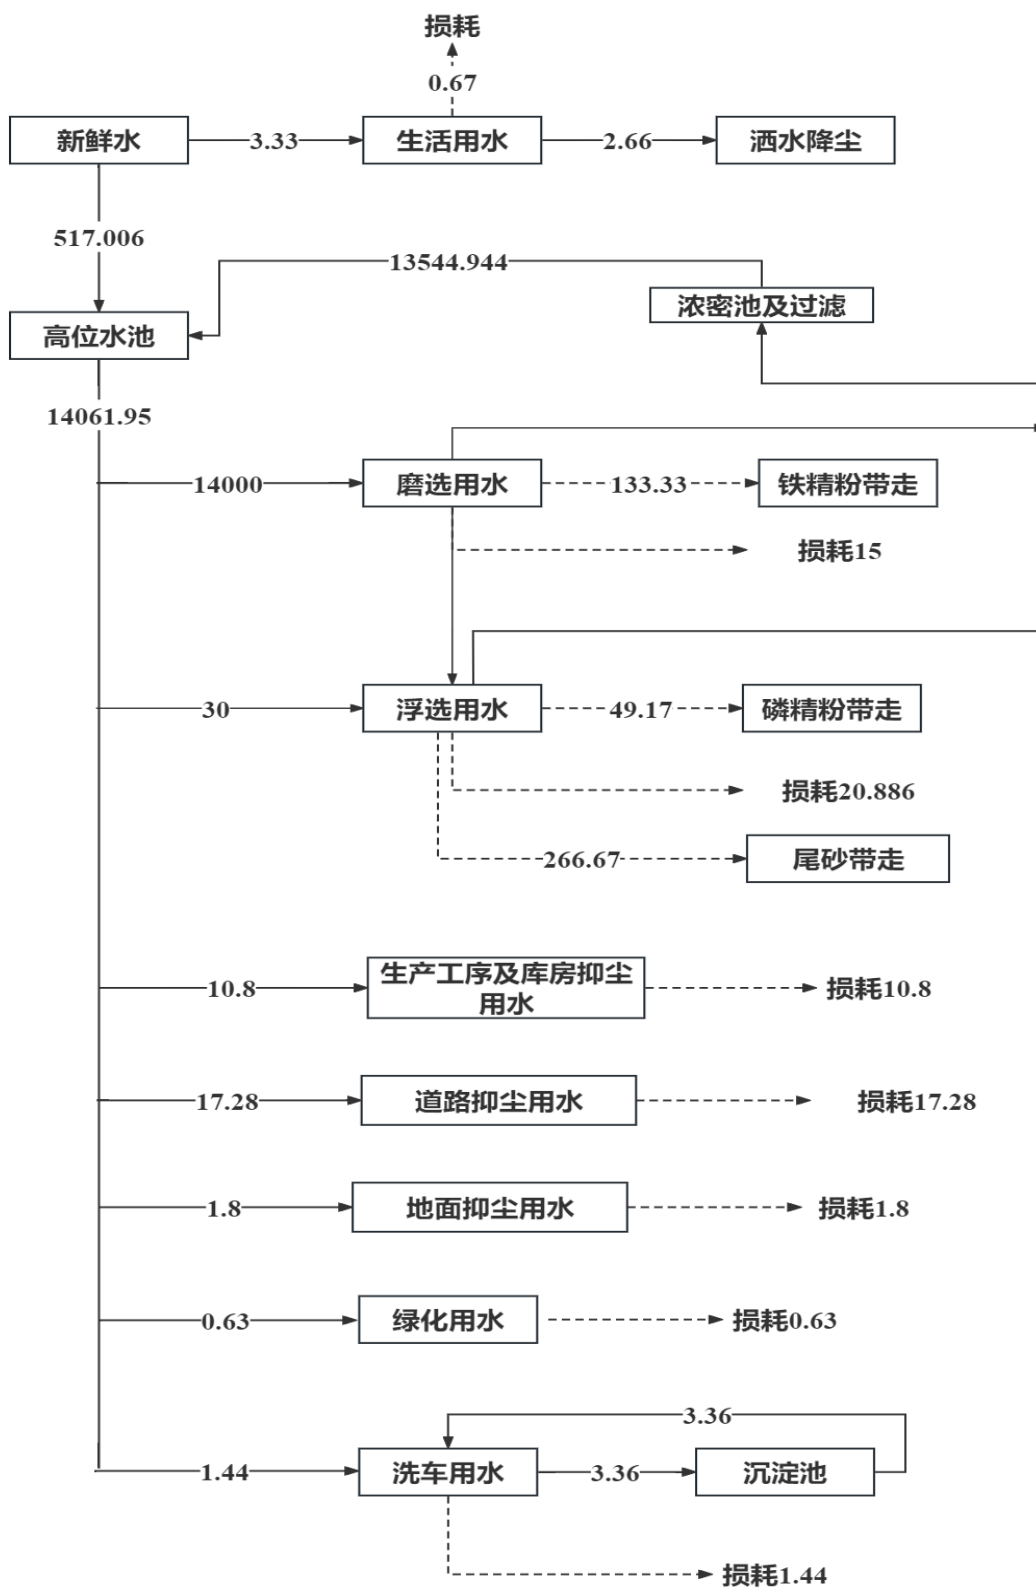 损耗
0.67
新鲜水
3.33
生活用水
2.66
洒水降尘
517.006
13544.944
浓密池及过滤
高位水池
14061.95
14000
磨选用水
133.33
铁精粉带走
损耗15
30
浮选用水
49.17
磷精粉带走
损耗20.886
266.67
尾砂带走
10.8
生产工序及库房抑尘
用水
损耗10.8
17.28
道路抑尘用水
损耗17.28
1.8
地面抑尘用水
损耗1.8
0.63
绿化用水
损耗0.63
3.36
1.44
洗车用水
3.36
沉淀池
损耗1.44